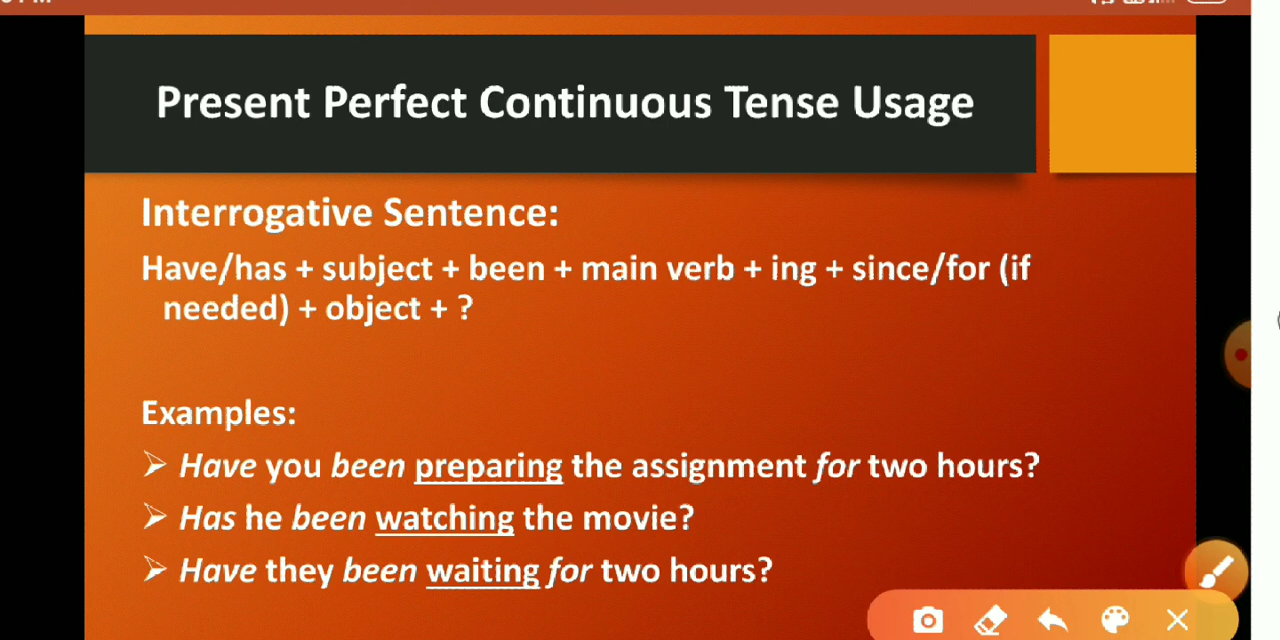 Present Perfect Continuous Tense Usage
Interrogative Sentence:
Have/has + subject + been + main verb + ing + since/for (if
needed) + object + ?
Examples:
➢ Have you been preparing the assignment for two hours?
➢ Has he been watching the movie?
➢ Have they been waiting for two hours?